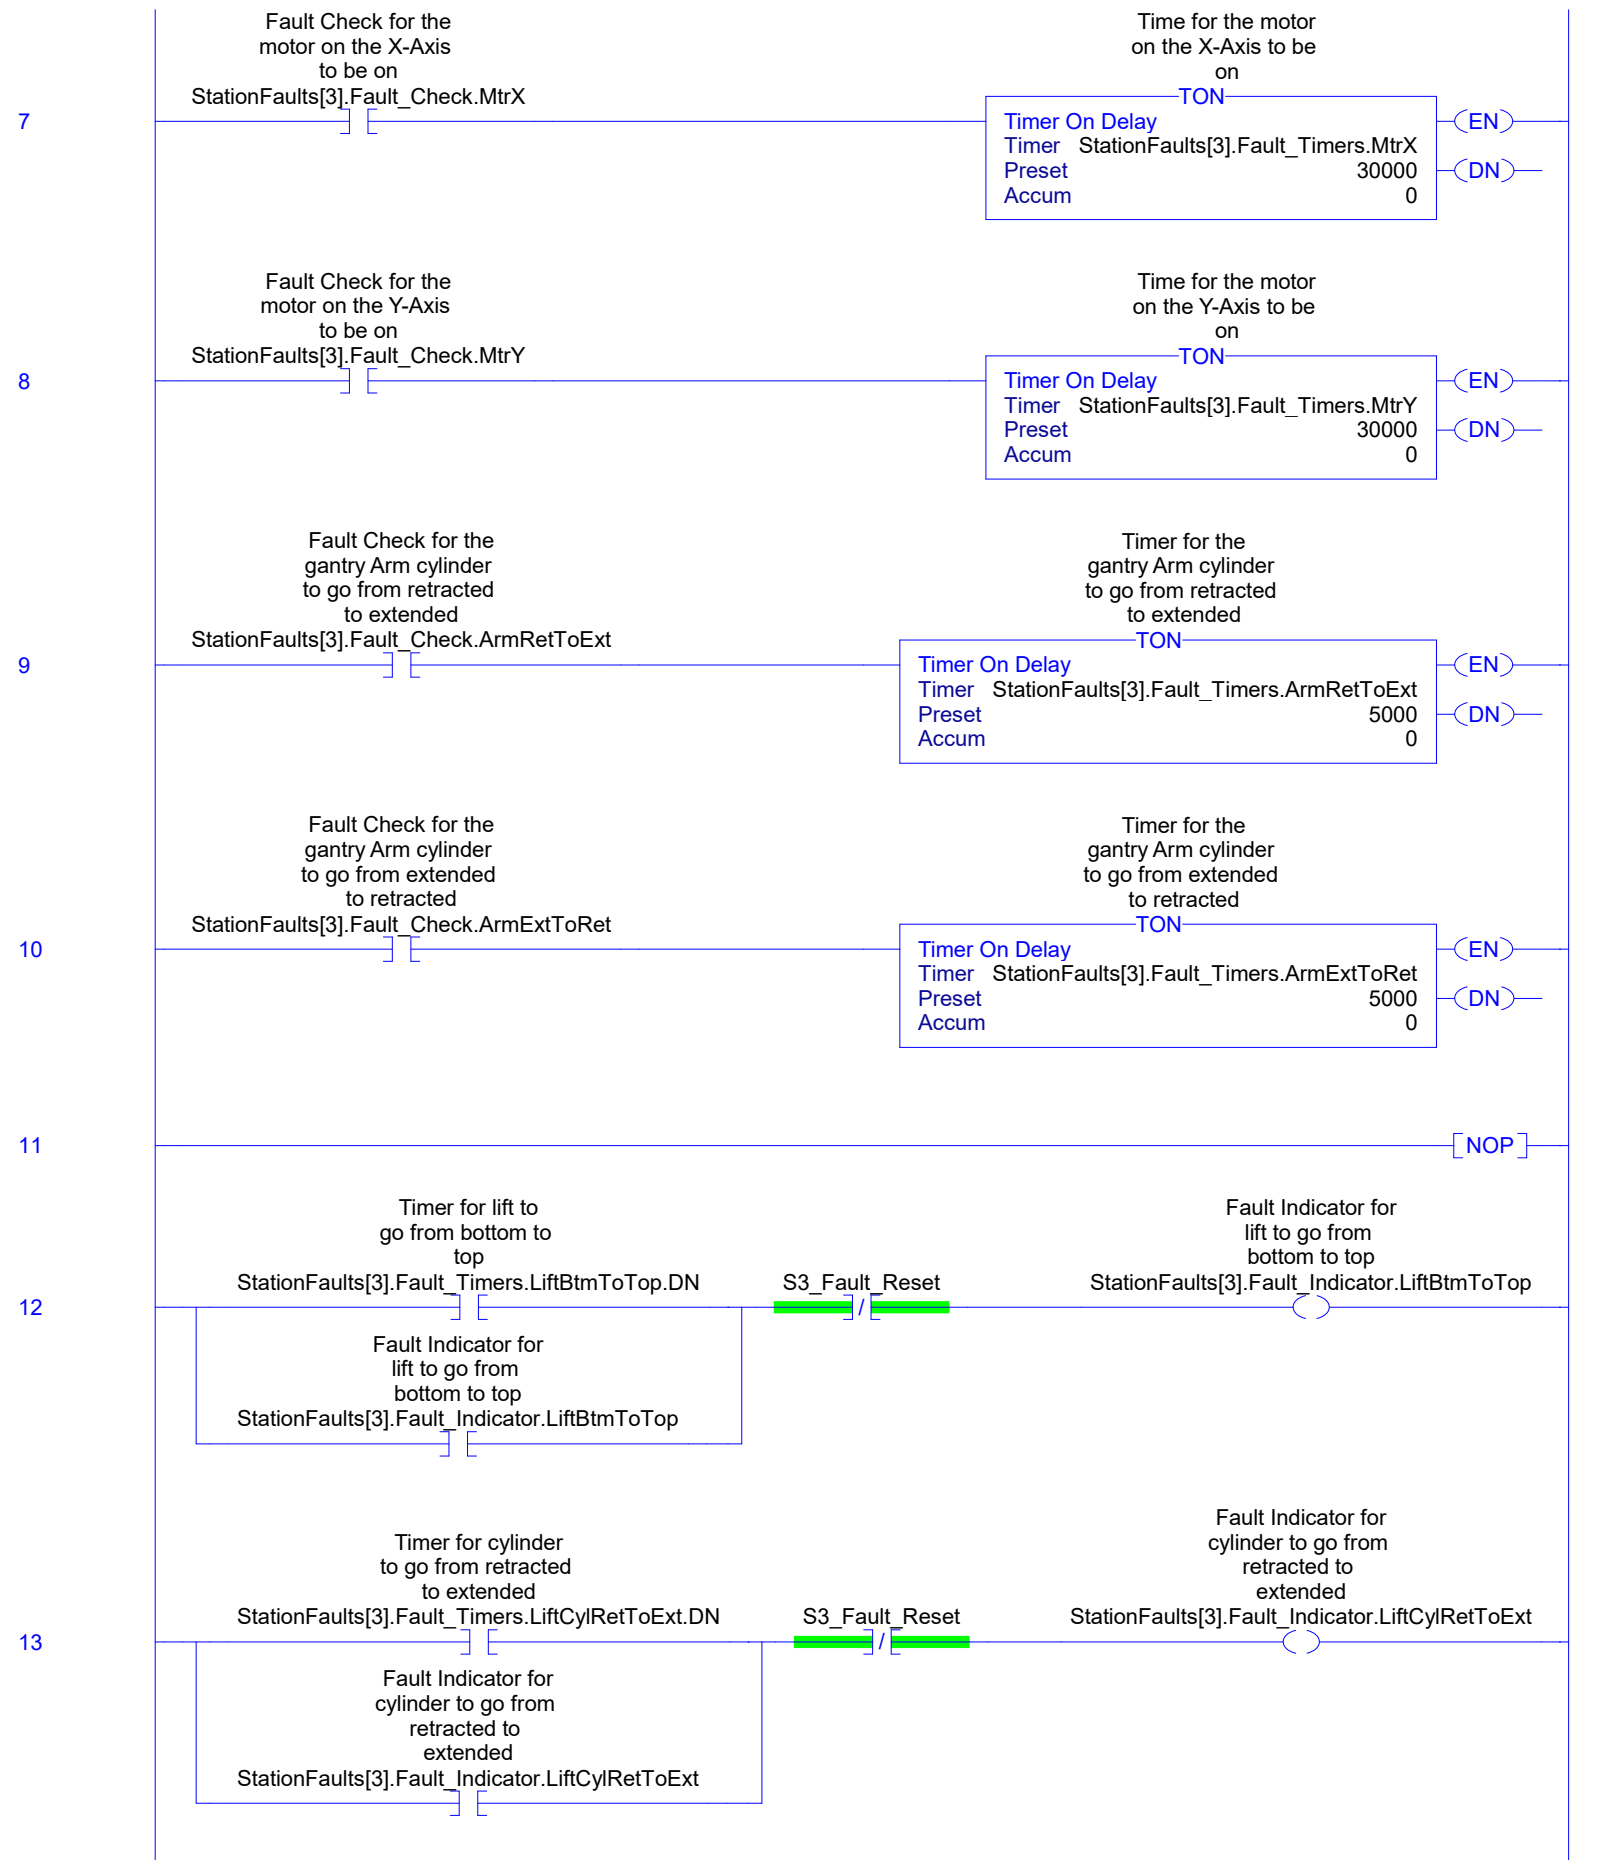 Fault Check for the
motor on the X-Axis
to be on
StationFaults[3].Fault_Check.MtrX
Time for the motor
on the X-Axis to be
on
TON
7
Timer On Delay
Timer StationFaults[3].Fault_Timers.MtrX
Preset 30000
Accum 0
EN
DN
Fault Check for the
motor on the Y-Axis
to be on
StationFaults[3].Fault_Check.MtrY
Time for the motor
on the Y-Axis to be
on
TON
8
Timer On Delay
Timer StationFaults[3].Fault_Timers.MtrY
Preset 30000
Accum 0
EN
DN
Fault Check for the
gantry Arm cylinder
to go from retracted
to extended
StationFaults[3].Fault_Check.ArmRetToExt
Timer for the
gantry Arm cylinder
to go from retracted
to extended
TON
9
Timer On Delay
Timer StationFaults[3].Fault_Timers.ArmRetToExt
Preset 5000
Accum 0
EN
DN
Fault Check for the
gantry Arm cylinder
to go from extended
to retracted
StationFaults[3].Fault_Check.ArmExtToRet
Timer for the
gantry Arm cylinder
to go from extended
to retracted
TON
10
Timer On Delay
Timer StationFaults[3].Fault_Timers.ArmExtToRet
Preset 5000
Accum 0
EN
DN
11
NOP
Timer for lift to
go from bottom to
top
StationFaults[3].Fault_Timers.LiftBtmToTop.DN
S3_Fault_Reset
Fault Indicator for
lift to go from
bottom to top
StationFaults[3].Fault_Indicator.LiftBtmToTop
12
/
Fault Indicator for
lift to go from
bottom to top
StationFaults[3].Fault_Indicator.LiftBtmToTop
Timer for cylinder
to go from retracted
to extended
StationFaults[3].Fault_Timers.LiftCylRetToExt.DN
S3_Fault_Reset
Fault Indicator for
cylinder to go from
retracted to
extended
StationFaults[3].Fault_Indicator.LiftCylRetToExt
13
/
Fault Indicator for
cylinder to go from
retracted to
extended
StationFaults[3].Fault_Indicator.LiftCylRetToExt